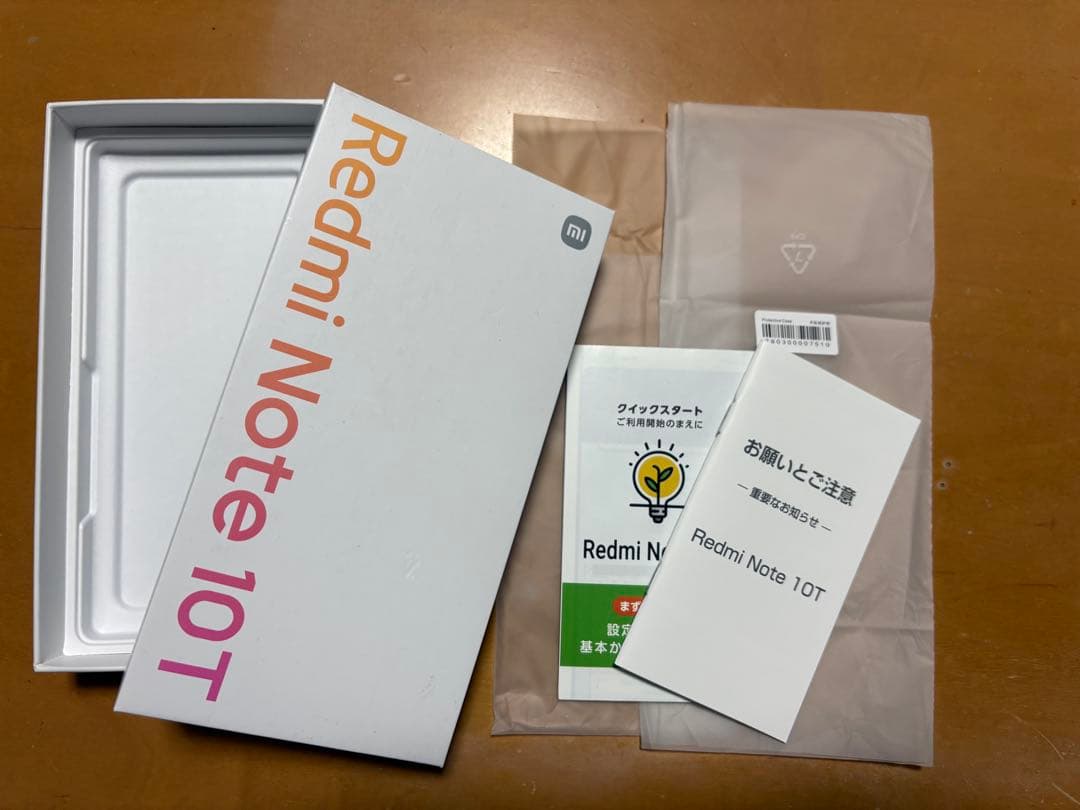 Redmi Note 10T
mi
クイックスタート
ご利用開始のまえに
Redmi
まず
設定
基本か
お願いとご注意
― 重要なお知らせ ―
Redmi Note 10T
Protective Case